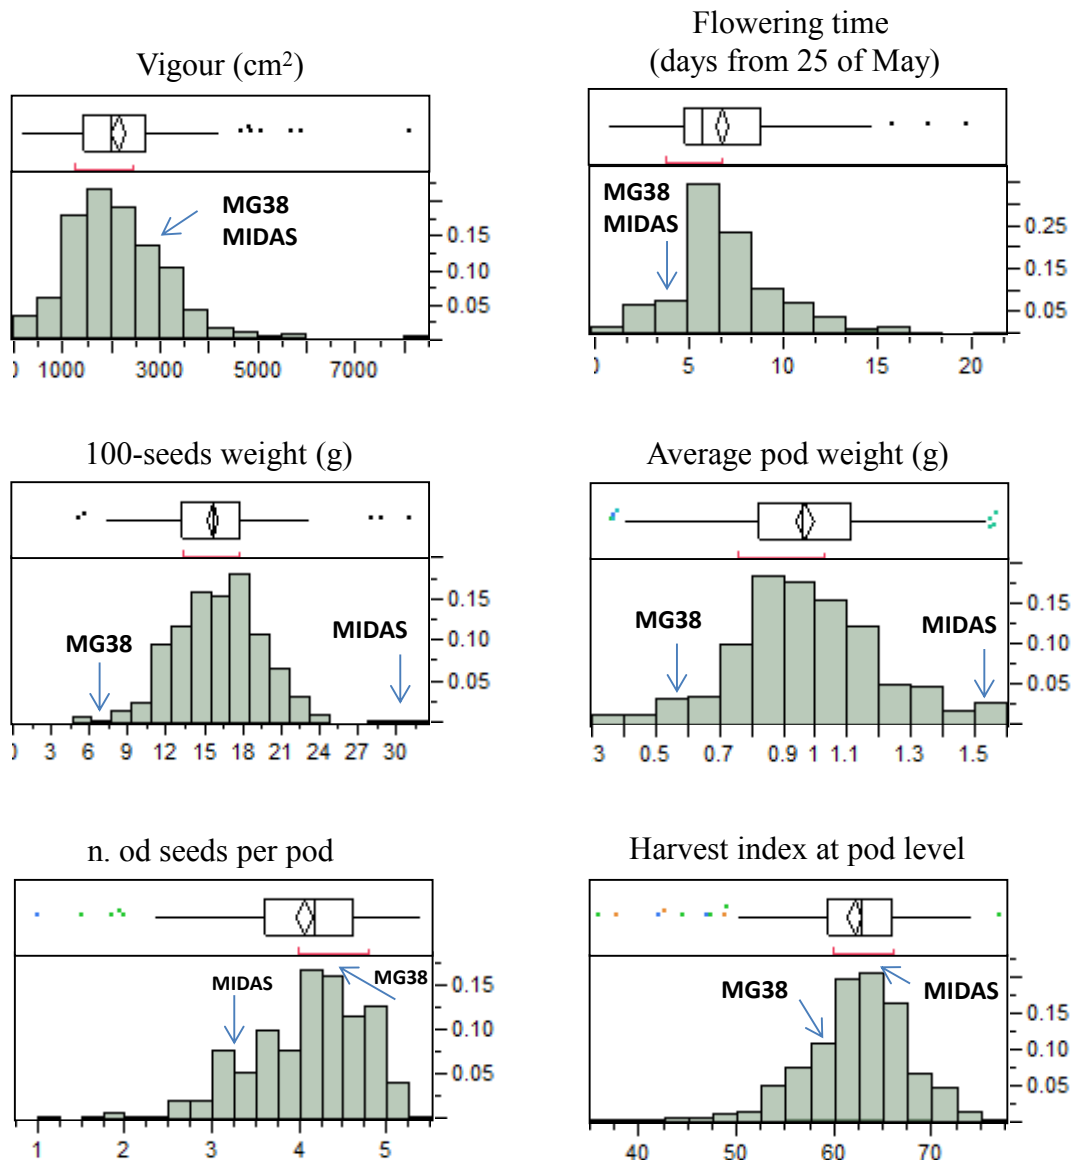 Vigour (cm²)
MG38
MIDAS
0.15
0.10
0.05
1000 3000 5000 7000
Flowering time
(days from 25 of May)
MG38
MIDAS
0.25
0.15
0.05
5 10 15 20
100-seeds weight (g)
MG38
MIDAS
0.15
0.10
0.05
3 6 9 12 15 18 21 24 27 30
Average pod weight (g)
MG38
MIDAS
0.15
0.10
0.05
3 0.5 0.7 0.9 1.1 1.3 1.5
n. od seeds per pod
MIDAS
MG38
0.15
0.10
0.05
1 2 3 4 5
Harvest index at pod level
MG38
MIDAS
0.15
0.10
0.05
40 50 60 70